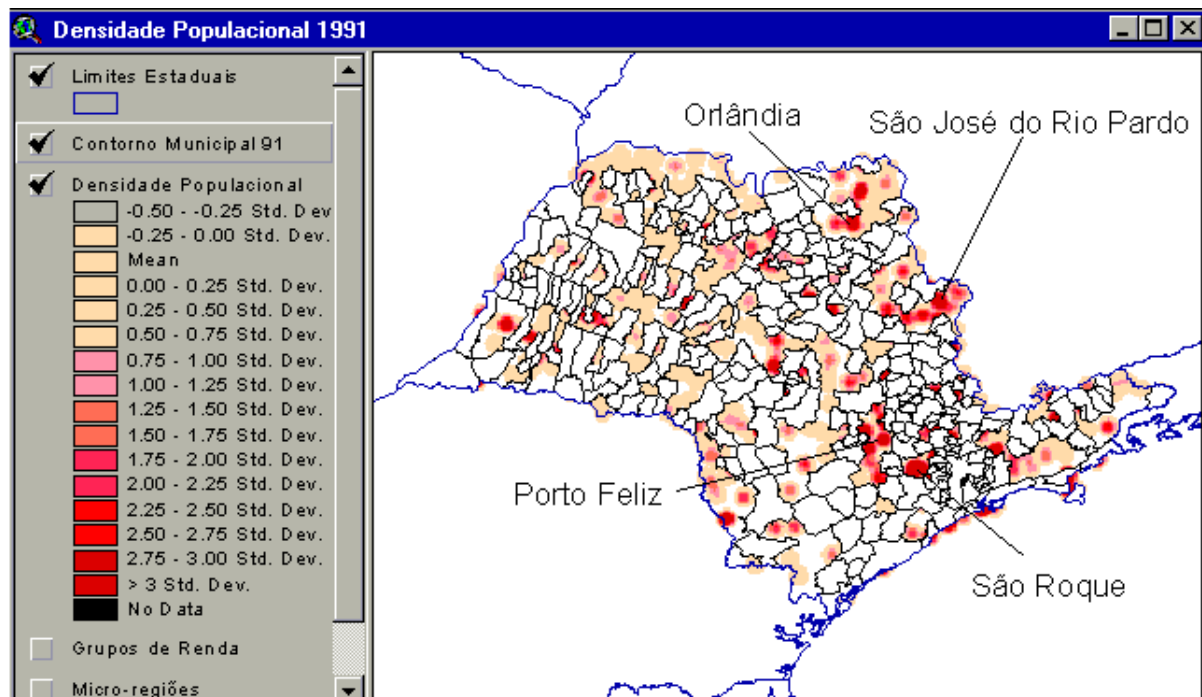 Densidade Populacional 1991
Limites Estaduais
Contorno Municipal 91
Densidade Populacional
-0.50 - -0.25 Std. Dev
-0.25 - 0.00 Std. Dev.
Mean
0.00 - 0.25 Std. Dev.
0.25 - 0.50 Std. Dev.
0.50 - 0.75 Std. Dev.
0.75 - 1.00 Std. Dev.
1.00 - 1.25 Std. Dev.
1.25 - 1.50 Std. Dev.
1.50 - 1.75 Std. Dev.
1.75 - 2.00 Std. Dev.
2.00 - 2.25 Std. Dev.
2.25 - 2.50 Std. Dev.
2.50 - 2.75 Std. Dev.
2.75 - 3.00 Std. Dev.
> 3 Std. Dev.
No Data
Grupos de Renda
Micro-regiões
Orlândia
São José do Rio Pardo
Porto Feliz
São Roque